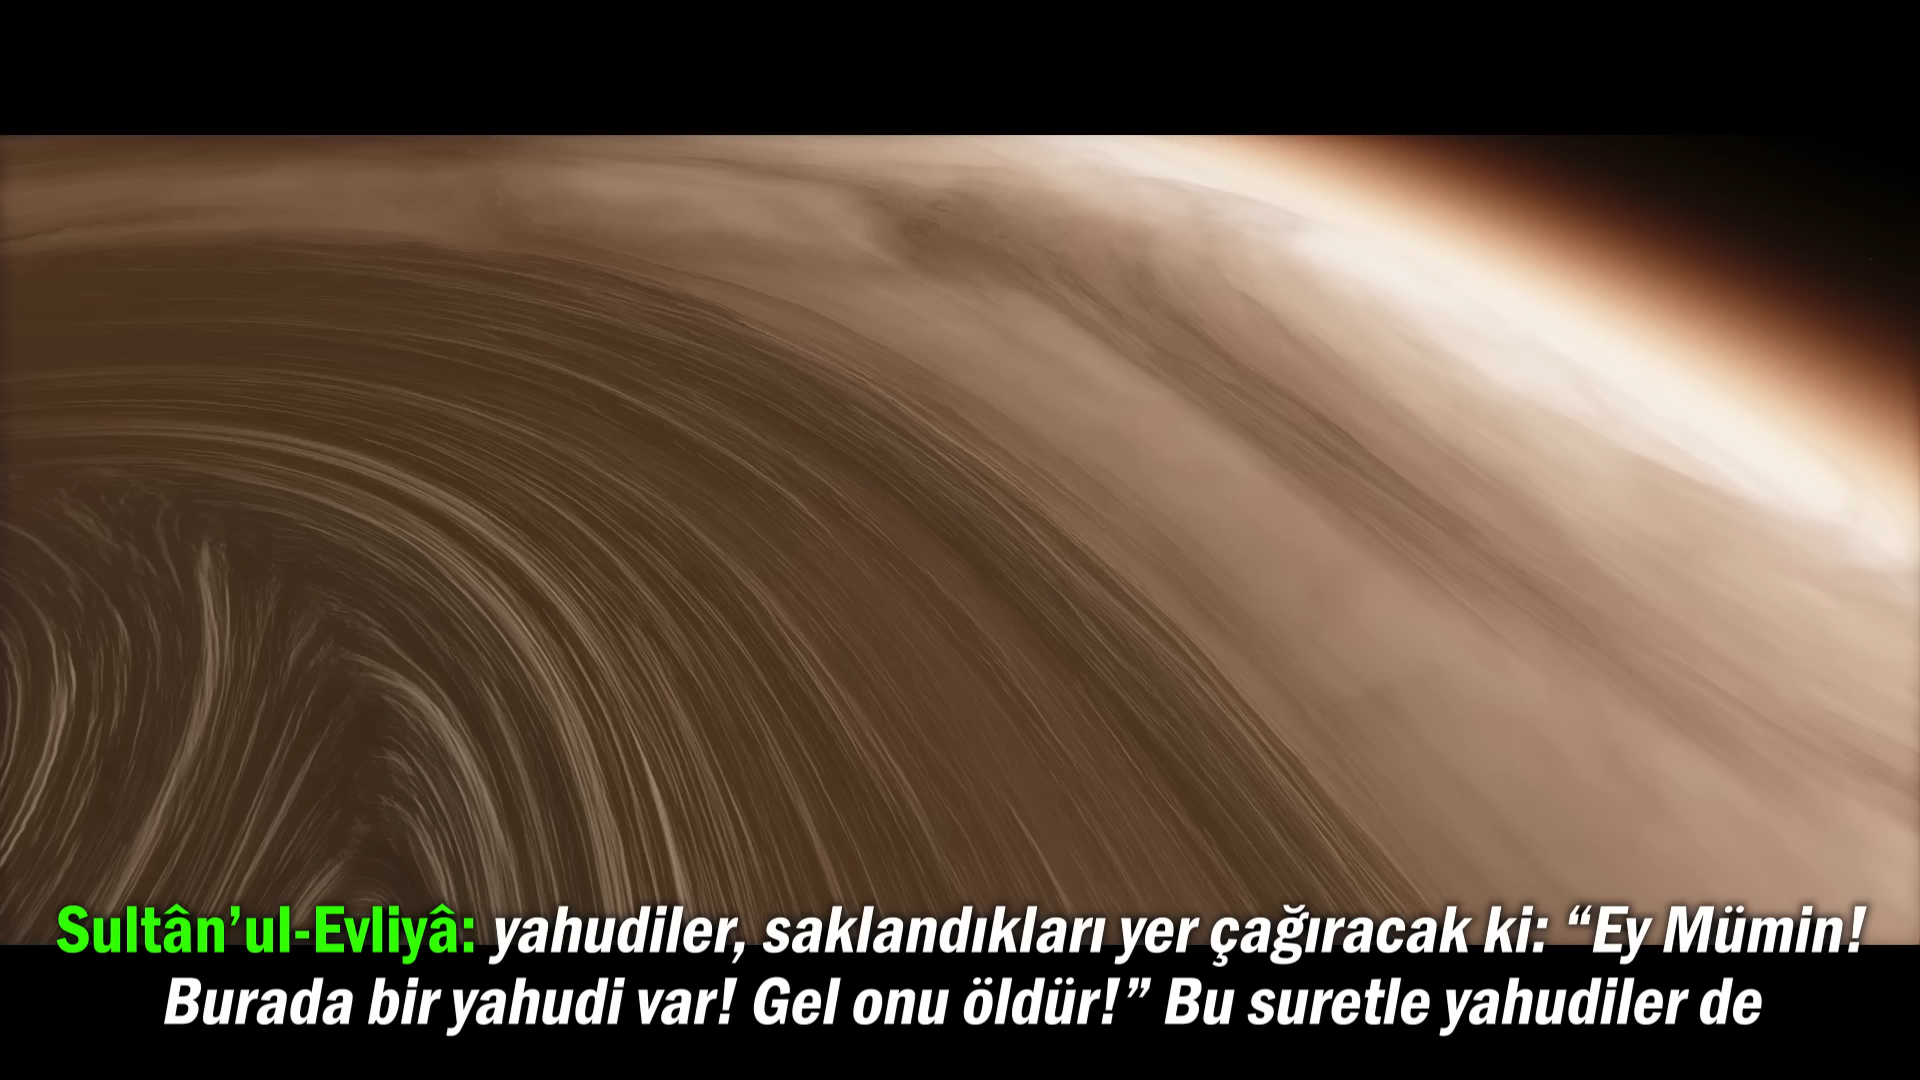 Sultân’ul-Evliyâ: yahudiler, saklandıkları yer çağıracak ki: “Ey Mümin!
Burada bir yahudi var! Gel onu öldür!” Bu suretle yahudiler de